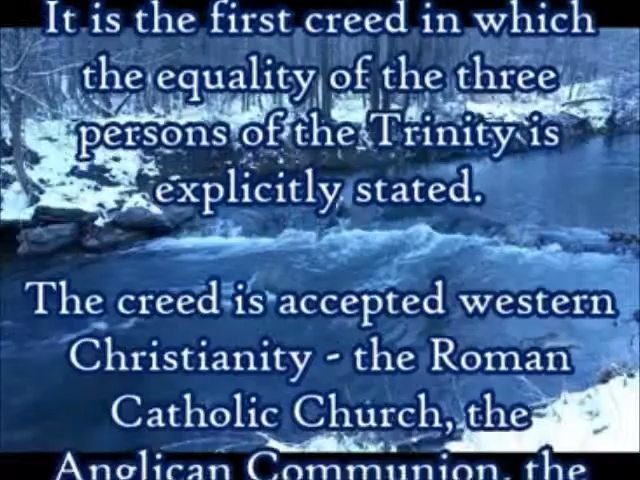 It is the first creed in which
the equality of the three
persons of the Trinity is
explicitly stated.
The creed is accepted western
Christianity - the Roman
Catholic Church, the
Anglican Communion, the